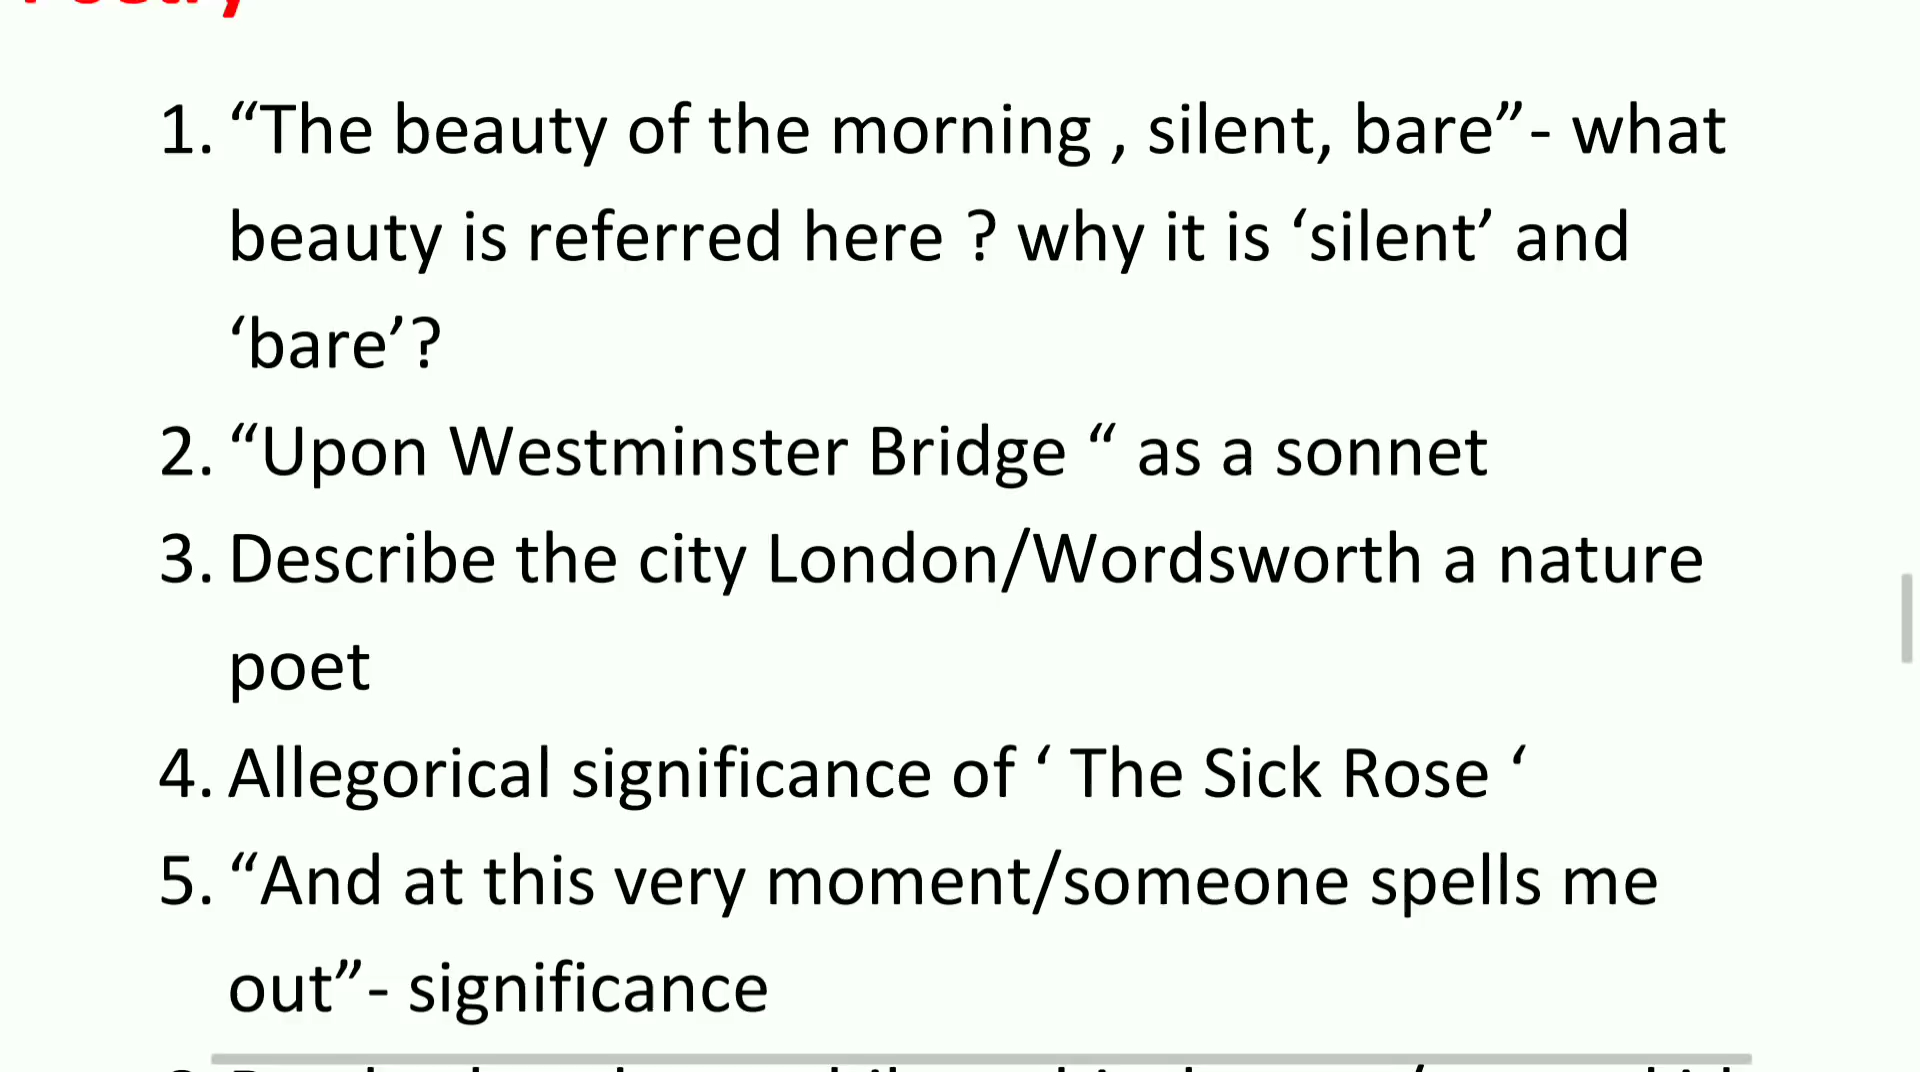 Poetry
1. “The beauty of the morning , silent, bare”- what
beauty is referred here ? why it is ‘silent’ and
‘bare’?
2. “Upon Westminster Bridge “ as a sonnet
3. Describe the city London/Wordsworth a nature
poet
4. Allegorical significance of ‘ The Sick Rose ‘
5. “And at this very moment/someone spells me
out”- significance